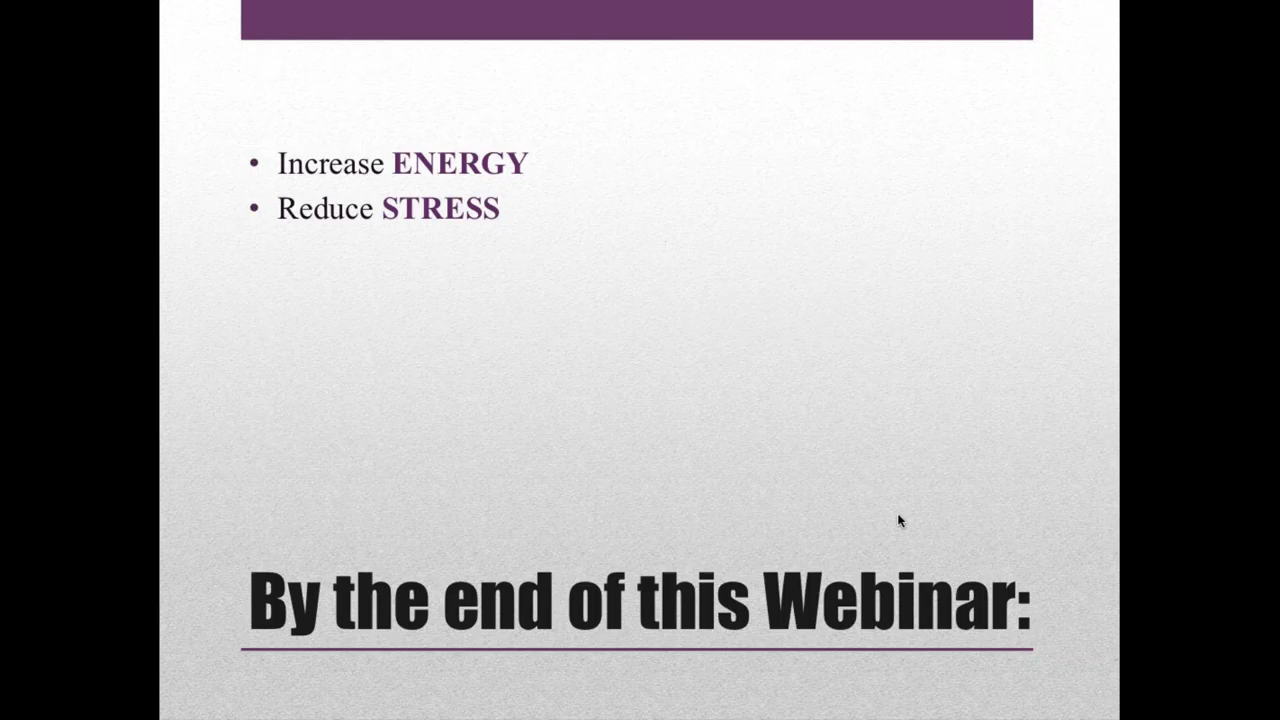 • Increase ENERGY
• Reduce STRESS
By the end of this Webinar: